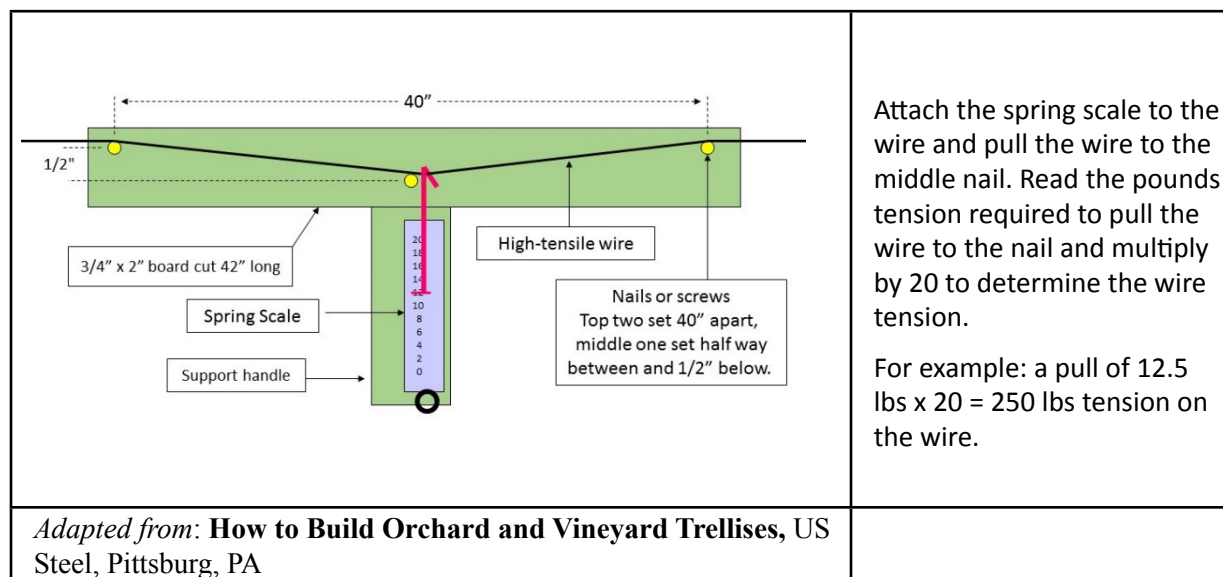 40”
1/2"
3/4” x 2” board cut 42” long
Spring Scale
Support handle
20
18
16
14
12
10
8
6
4
2
0
High-tensile wire
Nails or screws
Top two set 40” apart,
middle one set half way
between and 1/2” below.
Attach the spring scale to the
wire and pull the wire to the
middle nail. Read the pounds
tension required to pull the
wire to the nail and multiply
by 20 to determine the wire
tension.
For example: a pull of 12.5
lbs x 20 = 250 lbs tension on
the wire.
Adapted from: How to Build Orchard and Vineyard Trellises, US
Steel, Pittsburg, PA